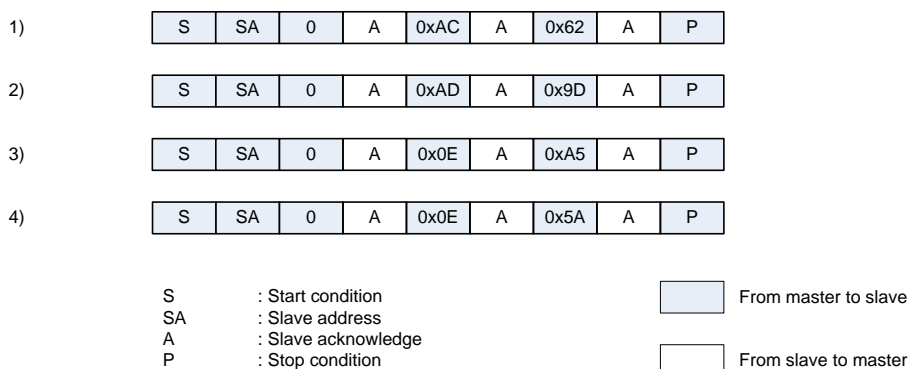 1) S SA 0 A 0xAC A 0x62 A P
2) S SA 0 A 0xAD A 0x9D A P
3) S SA 0 A 0x0E A 0xA5 A P
4) S SA 0 A 0x0E A 0x5A A P
S : Start condition
SA : Slave address
A : Slave acknowledge
P : Stop condition
From master to slave
From slave to master